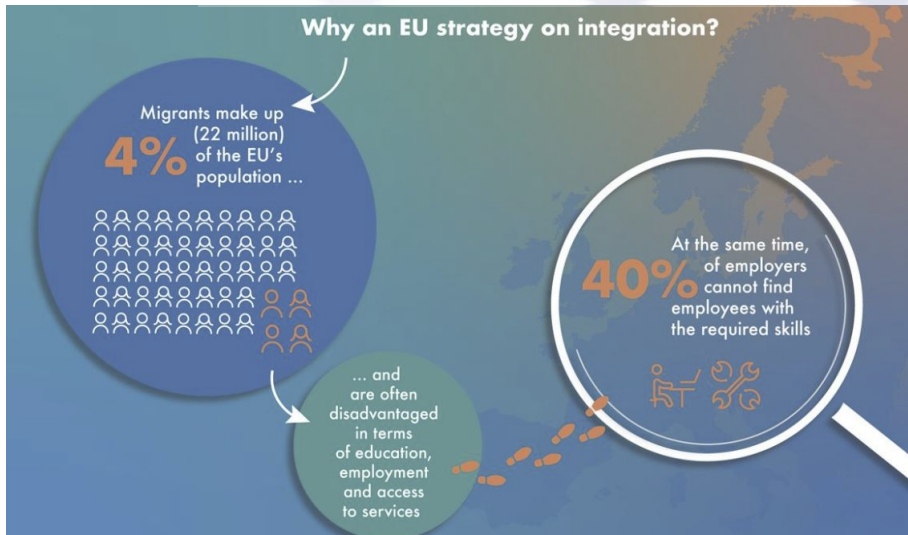 Why an EU strategy on integration?
Migrants make up
(22 million)
4% of the EU's
population ...
... and
are often
disadvantaged
in terms
of education,
employment
and access
to services
At the same time,
40% of employers
cannot find
employees with
the required skills